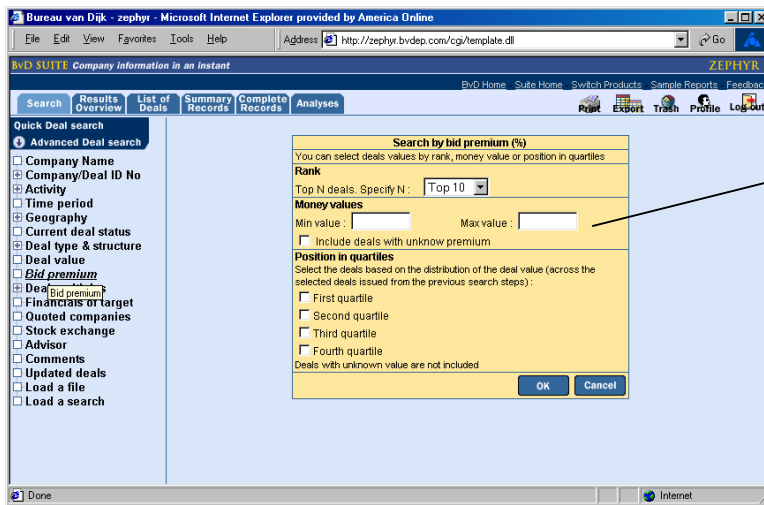 Bureau van Dijk - zephyr - Microsoft Internet Explorer provided by America Online
File Edit View Favorites Tools Help Address http://zephyr.bvdep.com/cgi/template.dll Go
BvD SUITE Company information in an instant ZEPHYR
BvD Home Suite Home Switch Products Sample Reports Feedbac
Search Results Overview List of Deals Summary Records Complete Records Analyses Print Export Trash Profile Logout
Quick Deal search
Advanced Deal search
Company Name
Company/Deal ID No
Activity
Time period
Geography
Current deal status
Deal type & structure
Deal value
Bid premium
Dea
Bid premium
Financials of target
Quoted companies
Stock exchange
Advisor
Comments
Updated deals
Load a file
Load a search
Search by bid premium (%)
You can select deals values by rank, money value or position in quartiles
Rank
Top N deals. Specify N : Top 10
Money values
Min value : Max value :
Include deals with unknow premium
Position in quartiles
Select the deals based on the distribution of the deal value (across the
selected deals issued from the previous search steps) :
First quartile
Second quartile
Third quartile
Fourth quartile
Deals with unknown value are not included
OK Cancel
Done Internet